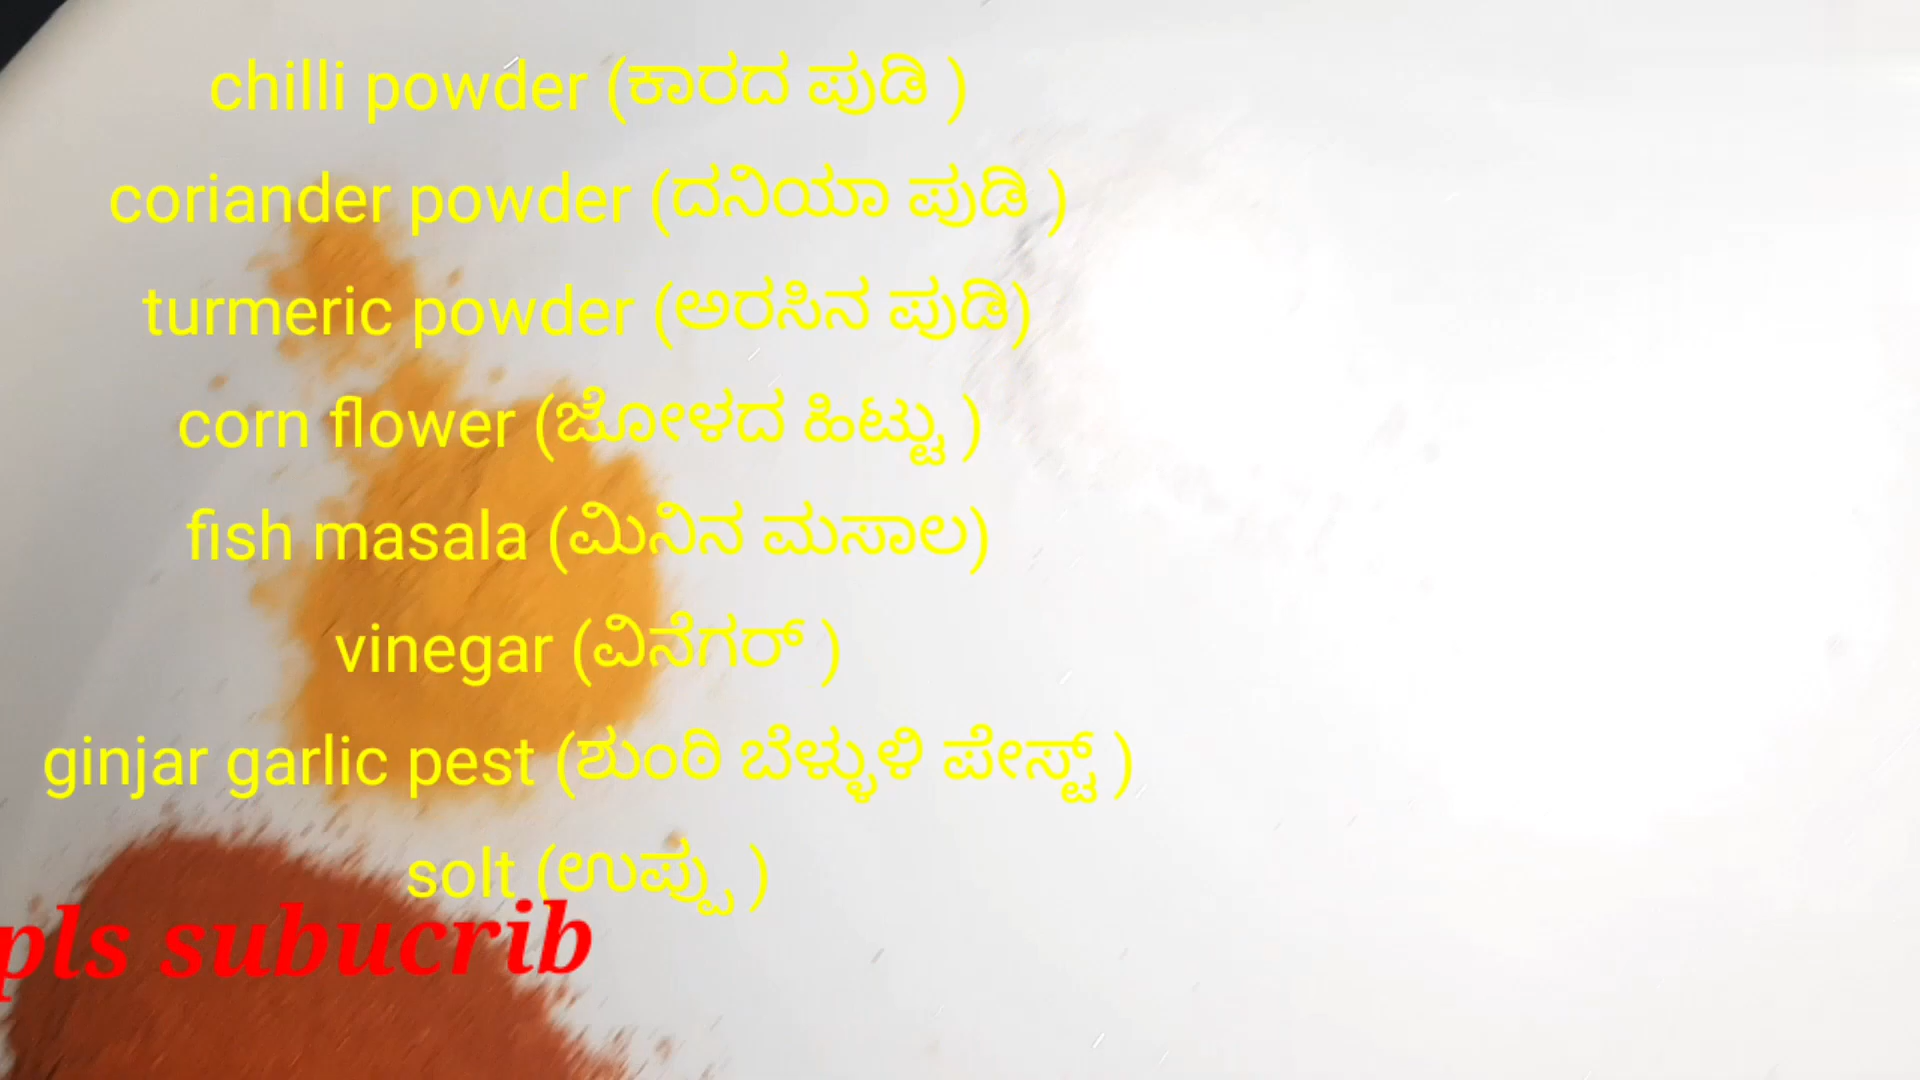 chilli powder (ಕಾರದ ಪುಡಿ )
coriander powder (ದನಿಯಾ ಪುಡಿ )
turmeric powder (ಅರಸಿನ ಪುಡಿ)
corn flower (ಜೋಳದ ಹಿಟ್ಟು )
fish masala (ಮಿನಿನ ಮಸಾಲ)
vinegar (ವಿನೆಗರ್ )
ginjar garlic pest (ಶುಂಠಿ ಬೆಳ್ಳುಳಿ ಪೇಸ್ಟ್ )
solt (ಉಪ್ಪು )
pls subucrib